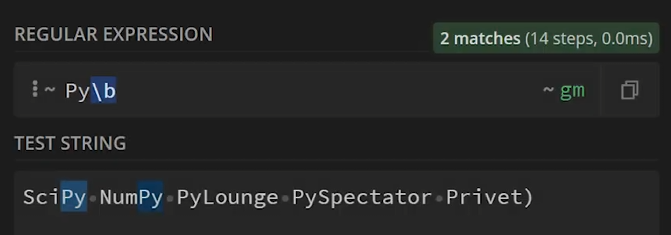 REGULAR EXPRESSION
2 matches (14 steps, 0.0ms)
⁝ ~ Py\b ~ gm
TEST STRING
SciPy·NumPy·PyLounge·PySpectator·Privet)